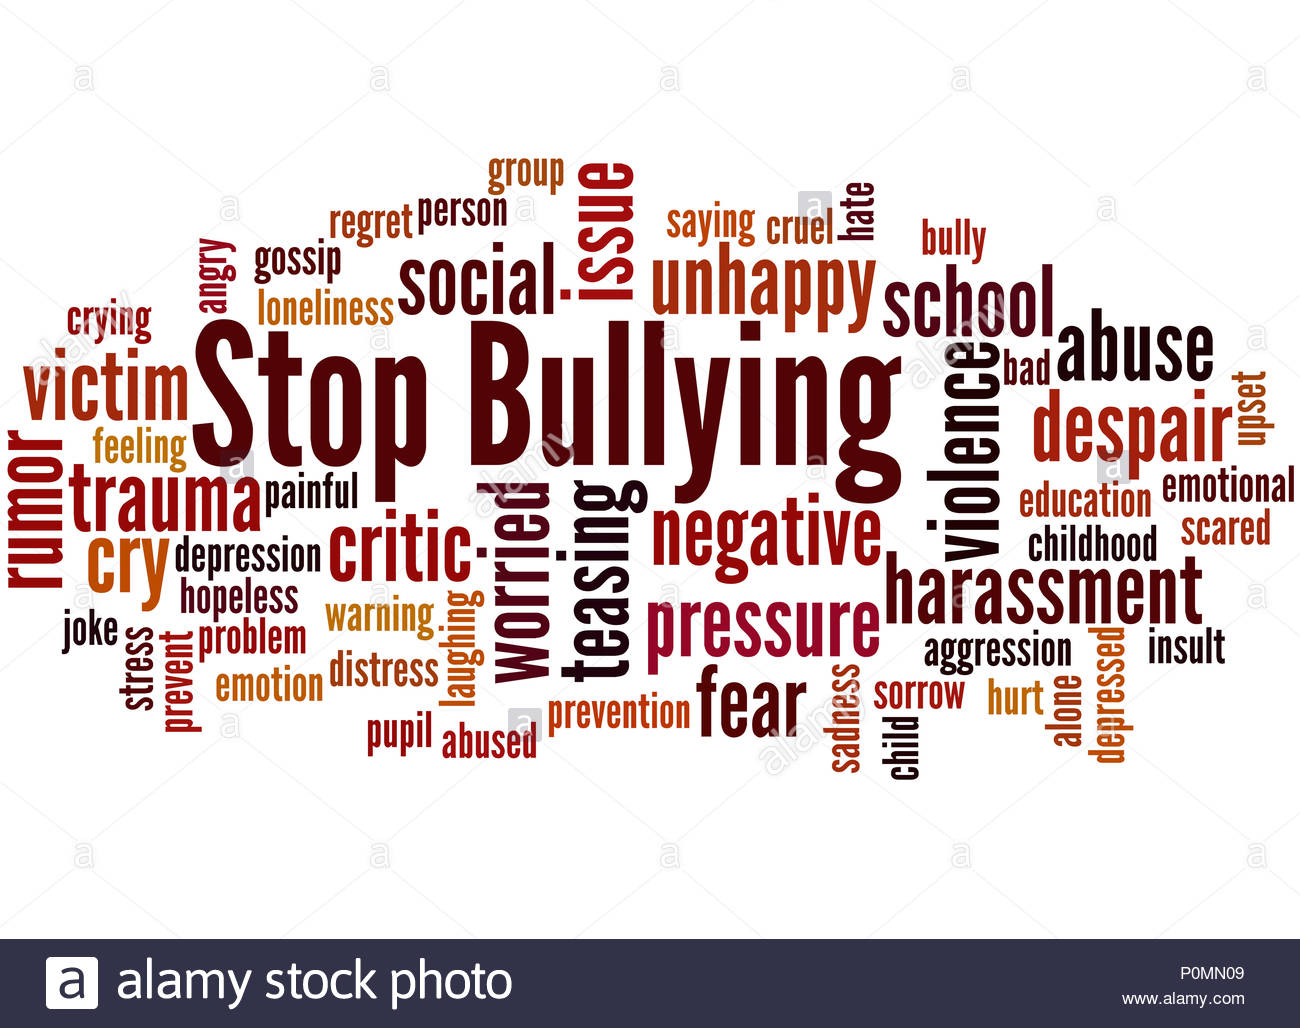 group
issue
regret
person
saying
cruel
hate
bully
angry
gossip
social
unhappy
school
loneliness
crying
Stop Bullying
abuse
victim
violence
bad
upset
despair
feeling
rumor
trauma
painful
worried
teasing
negative
education
emotional
critic
scared
cry
depression
childhood
harassment
hopeless
warning
laughing
pressure
joke
stress
prevent
problem
aggression
depressed
insult
distress
emotion
fear
sadness
sorrow
hurt
alone
prevention
pupil
abused
child
a alamy stock photo
P0MN09
www.alamy.com